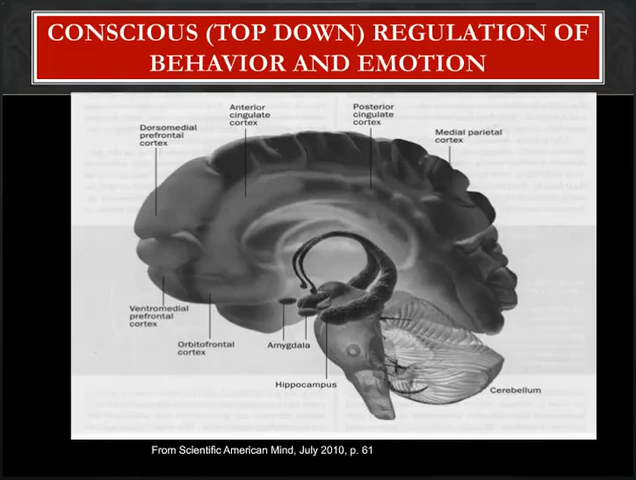 CONSCIOUS (TOP DOWN) REGULATION OF
BEHAVIOR AND EMOTION
Anterior
cingulate
cortex
Posterior
cingulate
cortex
Dorsomedial
prefrontal
cortex
Medial parietal
cortex
Ventromedial
prefrontal
cortex
Orbitofrontal
cortex
Amygdala
Hippocampus
Cerebellum
From Scientific American Mind, July 2010, p. 61